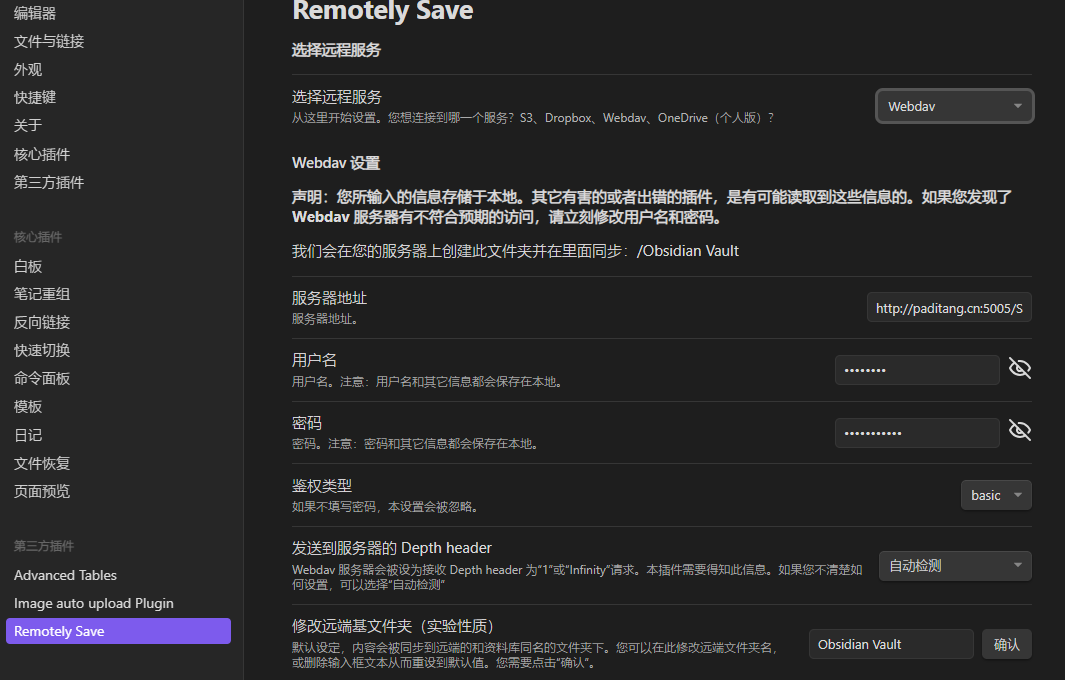 编辑器
文件与链接
外观
快捷键
关于
核心插件
第三方插件
核心插件
白板
笔记重组
反向链接
快速切换
命令面板
模板
日记
文件恢复
页面预览
第三方插件
Advanced Tables
Image auto upload Plugin
Remotely Save
Remotely Save
选择远程服务
选择远程服务
从这里开始设置。您想连接到哪一个服务？S3、Dropbox、Webdav、OneDrive（个人版）？
Webdav
Webdav 设置
声明：您所输入的信息存储于本地。其它有害的或者出错的插件，是有可能读取到这些信息的。如果您发现了
Webdav 服务器有不符合预期的访问，请立刻修改用户名和密码。
我们会在您的服务器上创建此文件夹并在里面同步：/Obsidian Vault
服务器地址
服务器地址。
http://paditang.cn:5005/S
用户名
用户名。注意：用户名和其它信息都会保存在本地。
••••••••
密码
密码。注意：密码和其它信息都会保存在本地。
•••••••••••
鉴权类型
如果不填写密码，本设置会被忽略。
basic
发送到服务器的 Depth header
Webdav 服务器会被设为接收 Depth header 为“1”或“Infinity”请求。本插件需要得知此信息。如果您不清楚如
何设置，可以选择“自动检测”
自动检测
修改远端基文件夹（实验性质）
默认设定，内容会被同步到远端的和资料库同名的文件夹下。您可以在此修改远端文件夹名，
或删除输入框文本从而重设到默认值。您需要点击“确认”。
Obsidian Vault
确认